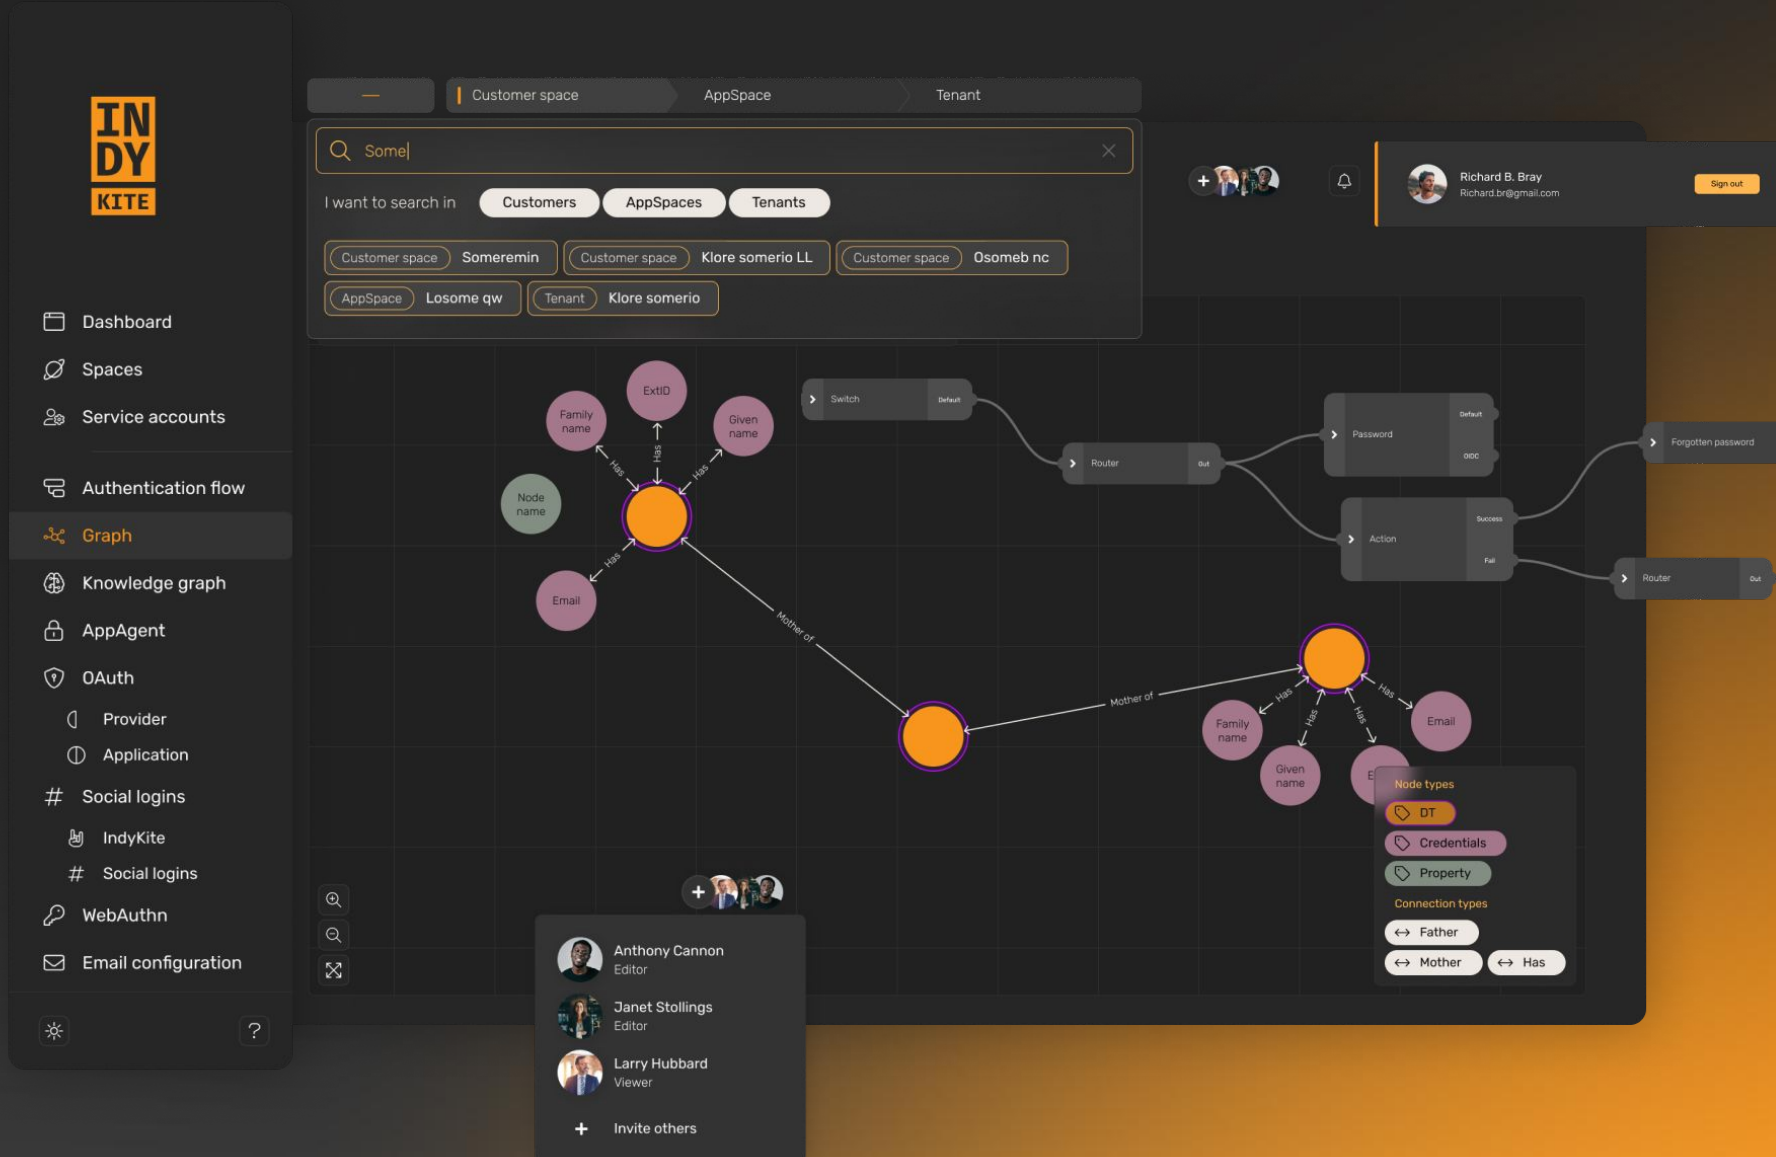 IN
DY
KITE
Dashboard
Spaces
Service accounts
Authentication flow
Graph
Knowledge graph
AppAgent
OAuth
Provider
Application
# Social logins
IndyKite
# Social logins
WebAuthn
Email configuration
?
Customer space
AppSpace
Tenant
Some
I want to search in
Customers
AppSpaces
Tenants
Customer space Someremin
Customer space Klore somerio LL
Customer space Osomeb nc
AppSpace Losome qw
Tenant Klore somerio
Richard B. Bray
Richard.br@gmail.com
Sign out
ExtID
Family
name
Given
name
Has
Has
Has
Node
name
Has
Email
Mother of
Mother of
Switch
Default
Router
Out
Password
Default
OIDC
Action
Success
Fail
Forgotten password
Router
Out
Has
Has
Has
Has
Family
name
Given
name
Email
Node types
DT
Credentials
Property
Connection types
Father
Mother
Has
Anthony Cannon
Editor
Janet Stollings
Editor
Larry Hubbard
Viewer
+ Invite others